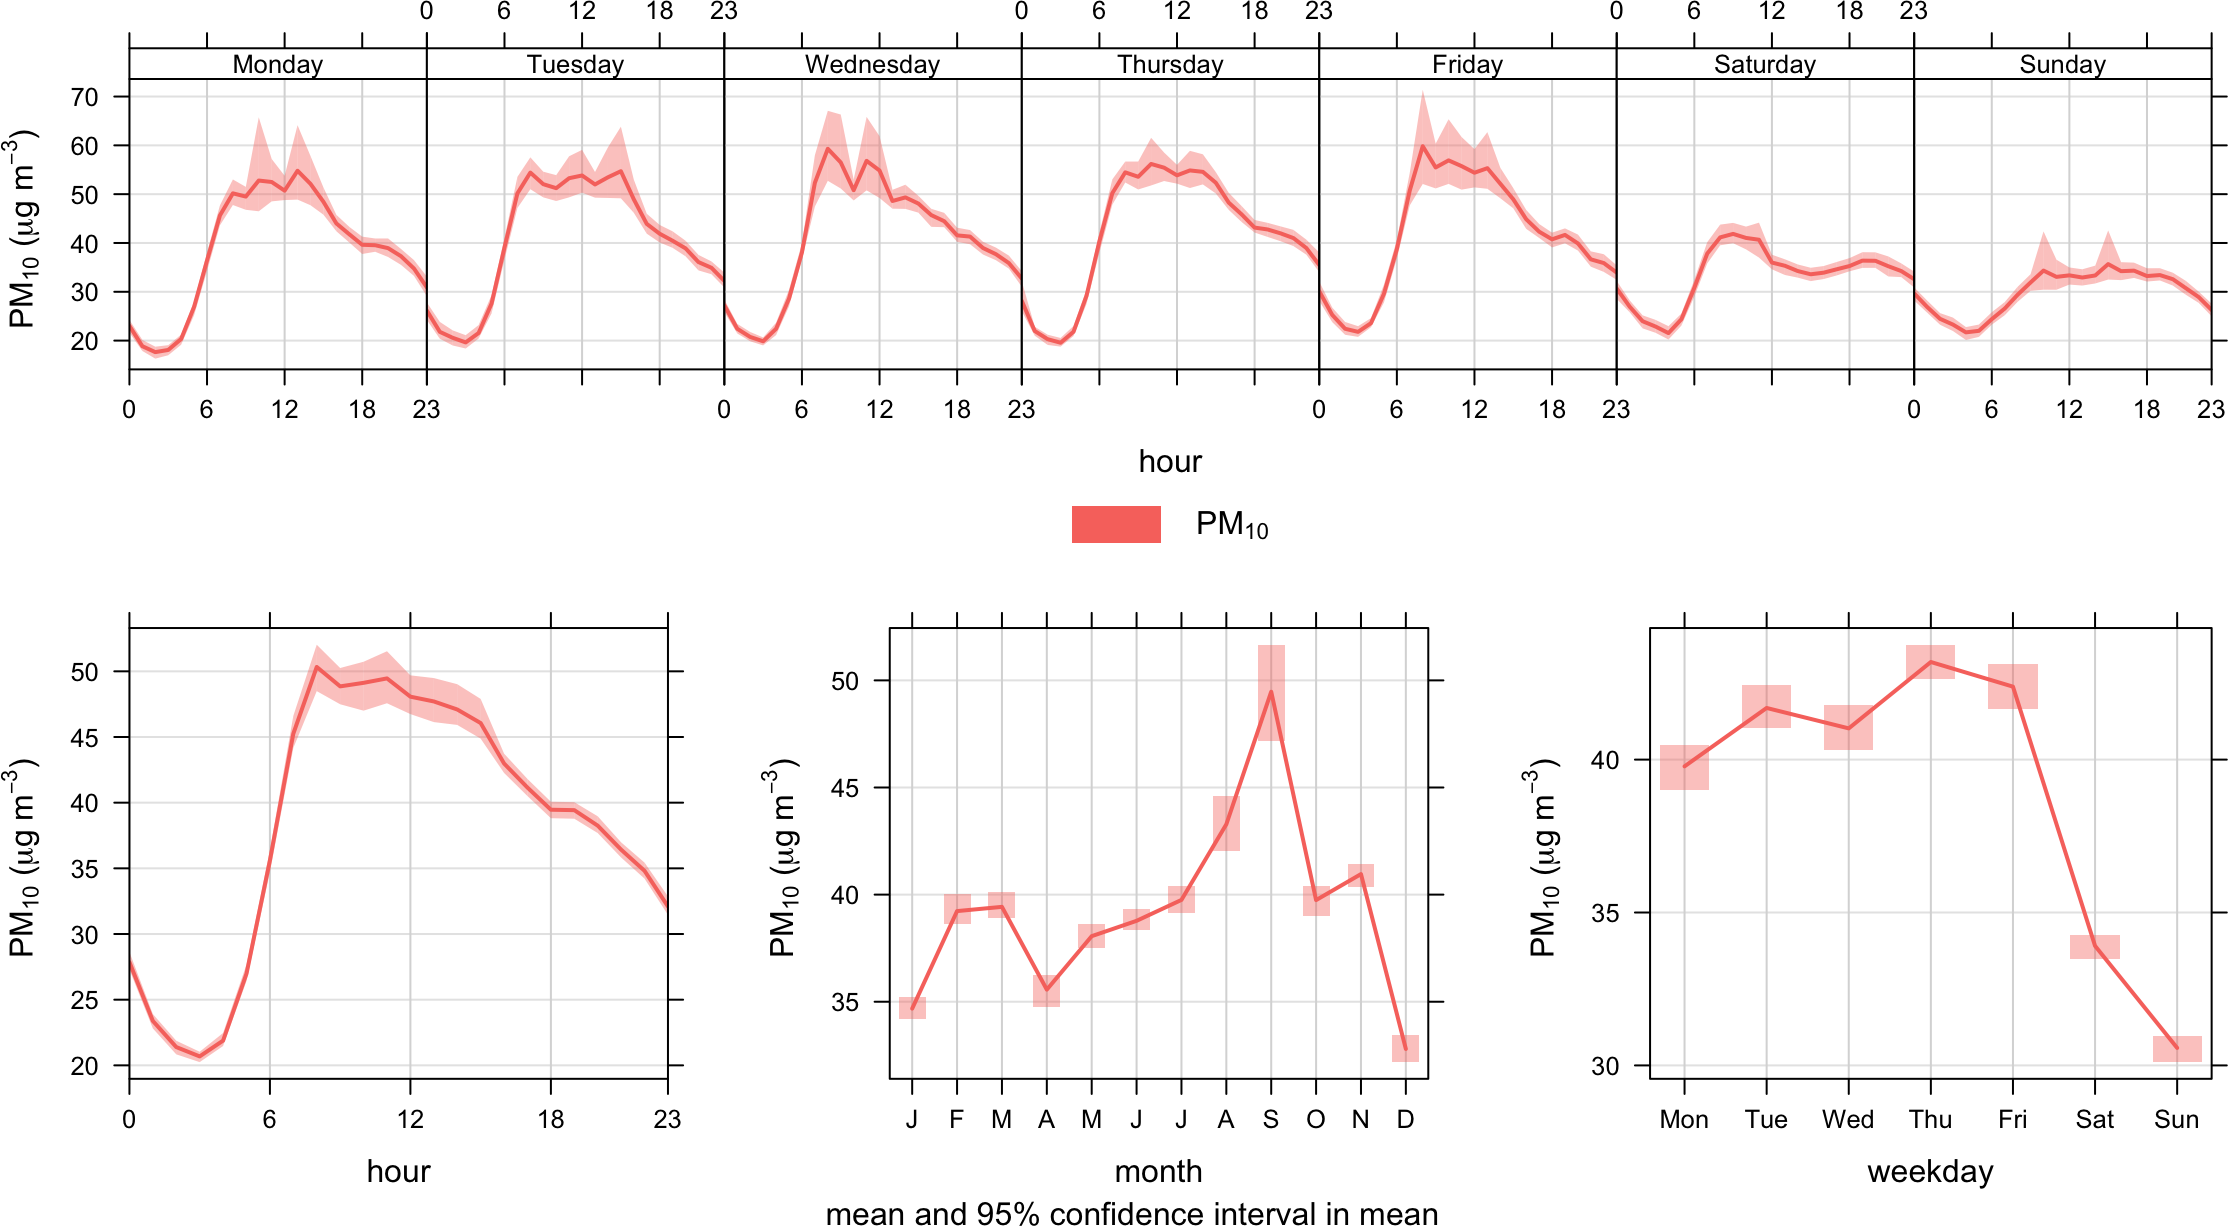 0 6 12 18 23 0 6 12 18 23 0 6 12 18 23
Monday Tuesday Wednesday Thursday Friday Saturday Sunday
70
60
50
40
30
20
PM₁₀ (μg m⁻³)
0 6 12 18 23 0 6 12 18 23 0 6 12 18 23 0 6 12 18 23
hour
PM₁₀
50
45
40
35
30
25
20
PM₁₀ (μg m⁻³)
0 6 12 18 23
hour
50
45
40
35
PM₁₀ (μg m⁻³)
J F M A M J J A S O N D
month
40
35
30
PM₁₀ (μg m⁻³)
Mon Tue Wed Thu Fri Sat Sun
weekday
mean and 95% confidence interval in mean